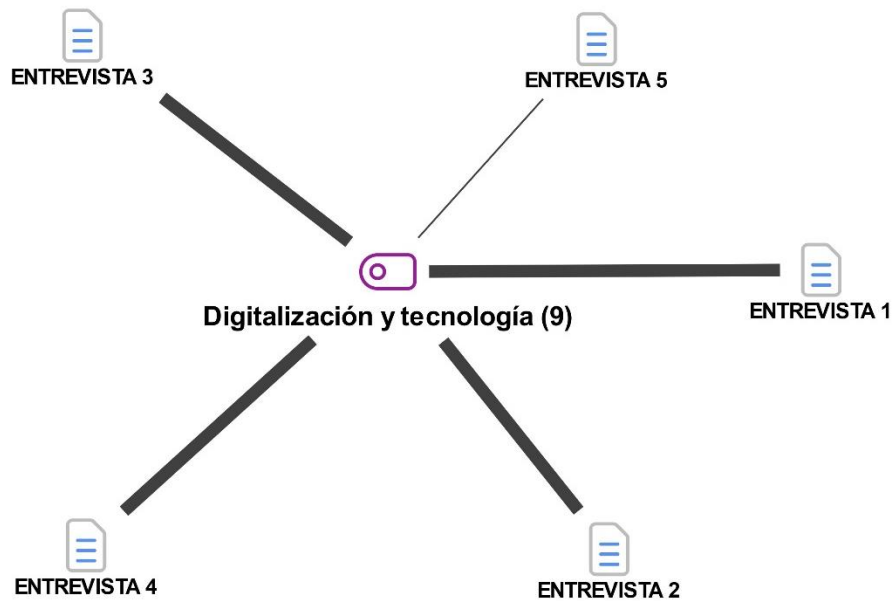 ENTREVISTA 3
ENTREVISTA 5
ENTREVISTA 1
Digitalización y tecnología (9)
ENTREVISTA 4
ENTREVISTA 2